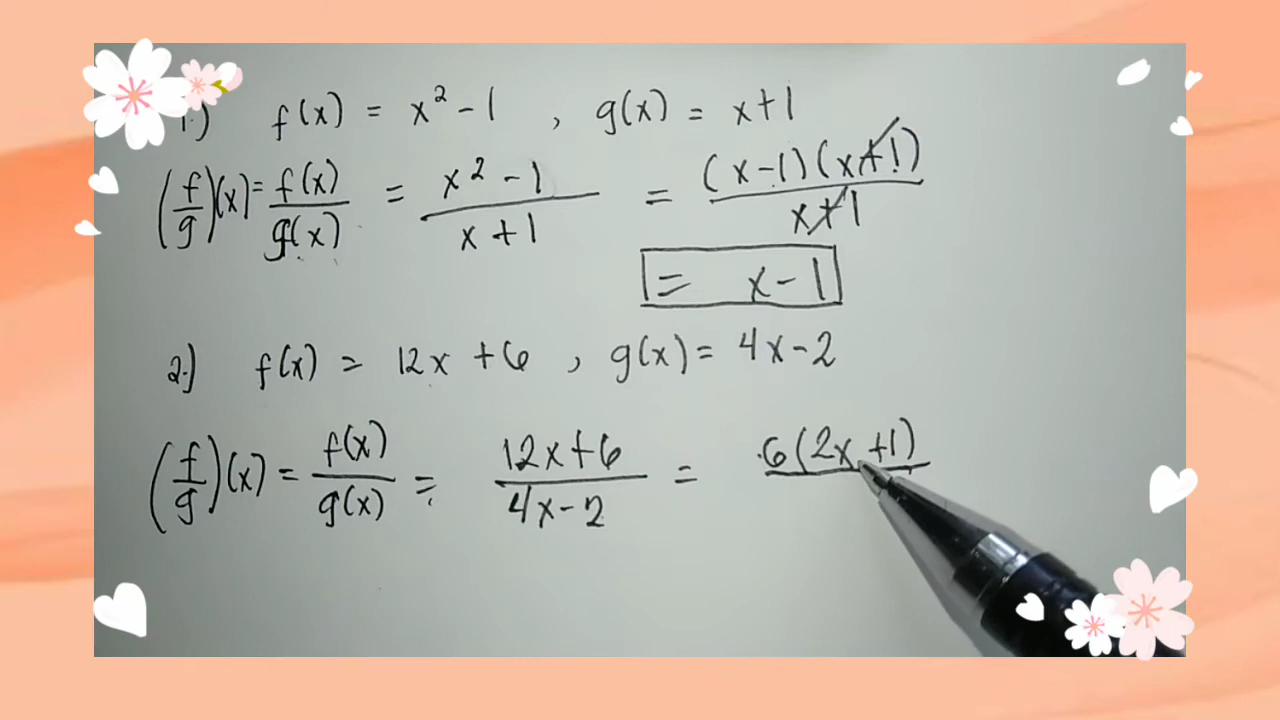 1.) f(x) = x² - 1 , g(x) = x+1
(f/g)(x) = f(x)/g(x) = x² - 1/x + 1 = (x-1)(x+1)/x+1
= x-1
2.) f(x) = 12x + 6 , g(x) = 4x-2
(f/g)(x) = f(x)/g(x) = 12x+6/4x-2 = 6(2x+1)